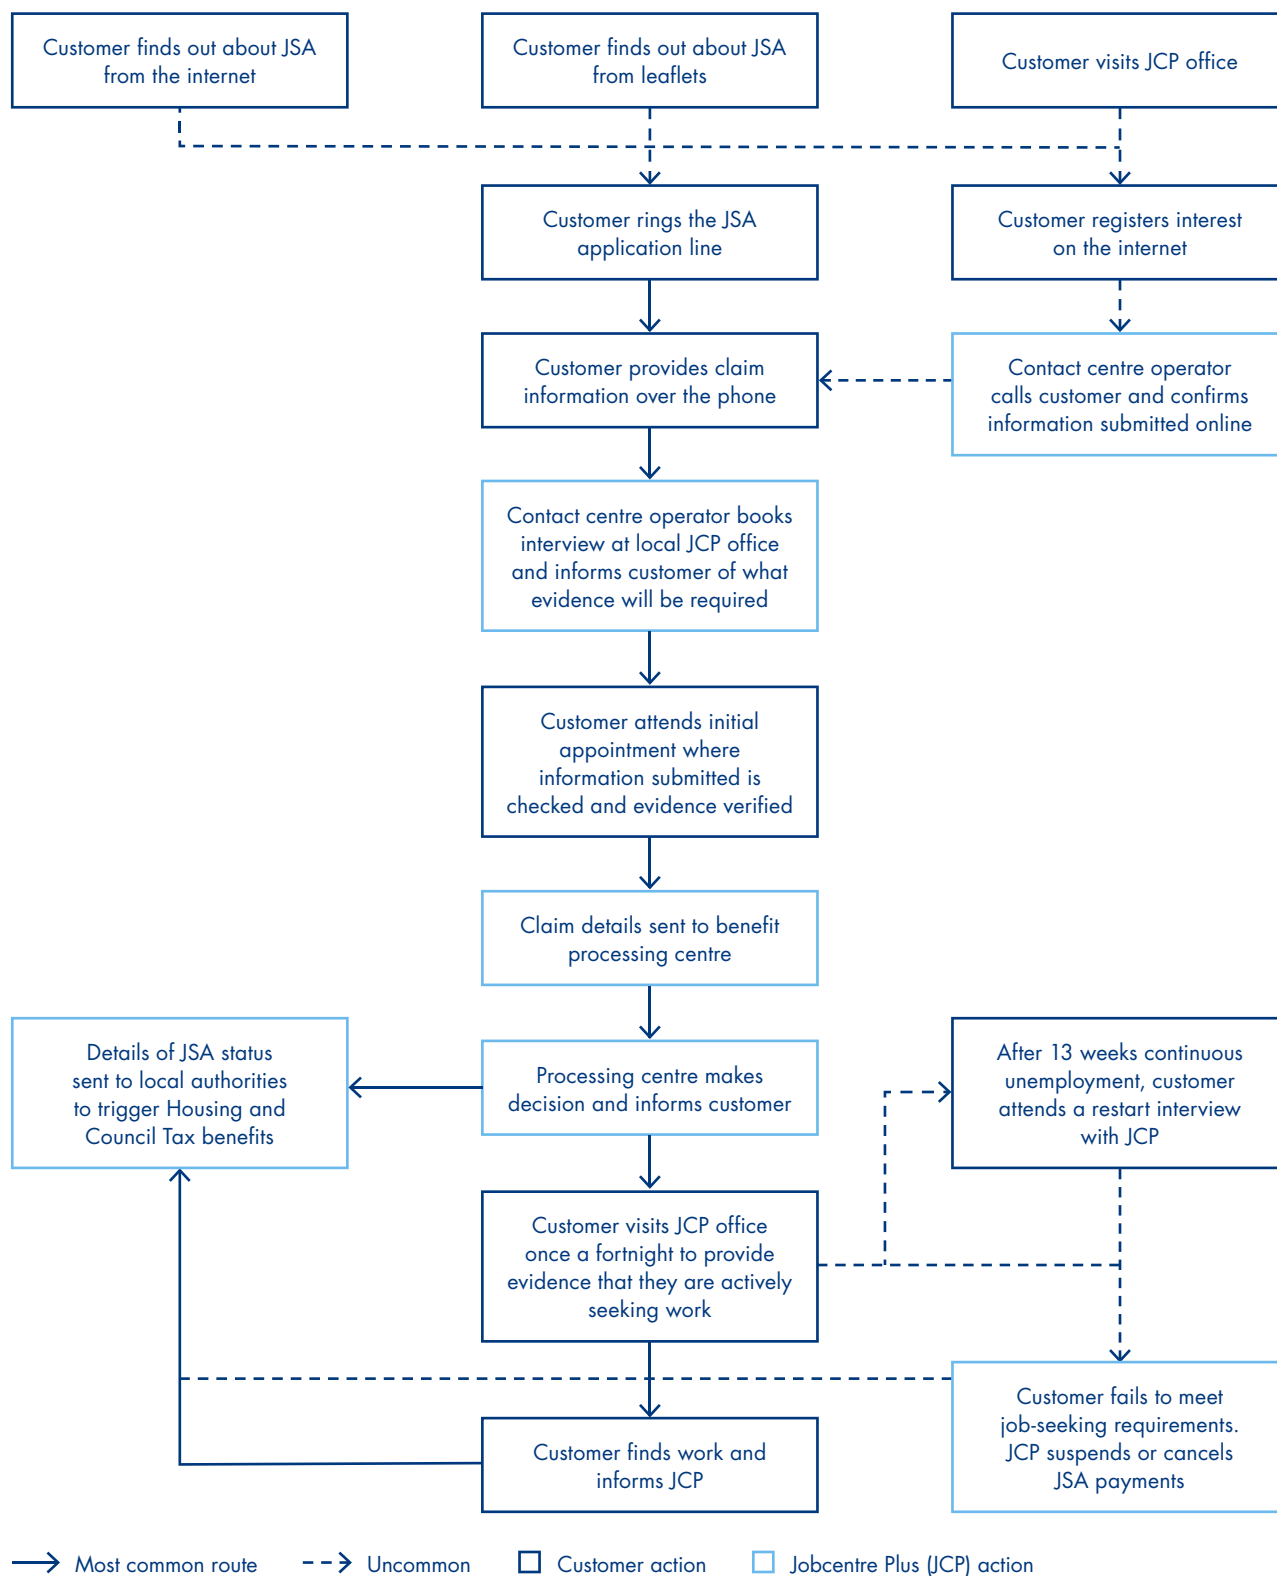 Customer finds out about JSA
from the internet
Customer finds out about JSA
from leaflets
Customer visits JCP office
Customer rings the JSA
application line
Customer registers interest
on the internet
Customer provides claim
information over the phone
Contact centre operator
calls customer and confirms
information submitted online
Contact centre operator books
interview at local JCP office
and informs customer of what
evidence will be required
Customer attends initial
appointment where
information submitted is
checked and evidence verified
Claim details sent to benefit
processing centre
Details of JSA status
sent to local authorities
to trigger Housing and
Council Tax benefits
Processing centre makes
decision and informs customer
After 13 weeks continuous
unemployment, customer
attends a restart interview
with JCP
Customer visits JCP office
once a fortnight to provide
evidence that they are actively
seeking work
Customer finds work and
informs JCP
Customer fails to meet
job-seeking requirements.
JCP suspends or cancels
JSA payments
Most common route
Uncommon
Customer action
Jobcentre Plus (JCP) action